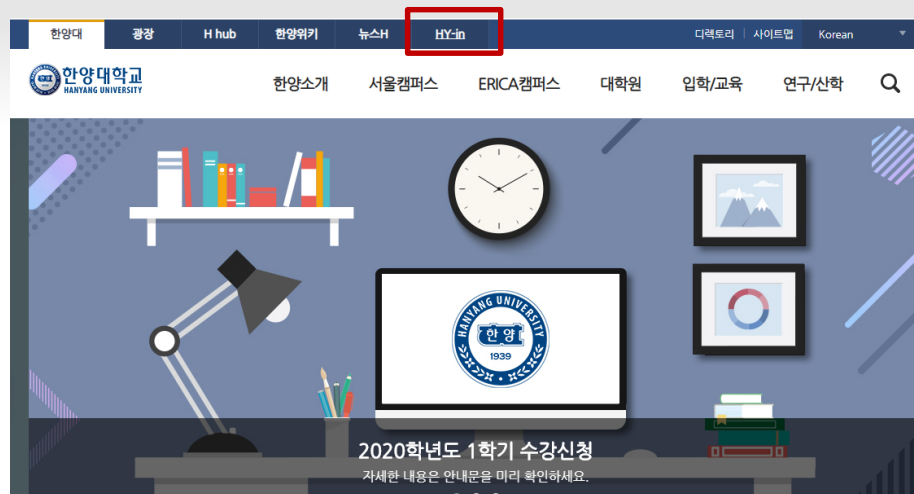 한양대 광장 H hub 한양위키 뉴스H HY-in 디렉토리 사이트맵 Korean
한양대학교
HANYANG UNIVERSITY
한양소개 서울캠퍼스 ERICA캠퍼스 대학원 입학/교육 연구/산학
HANYANG UNIVERSITY
한양
1939
2020학년도 1학기 수강신청
자세한 내용은 안내문을 미리 확인하세요.